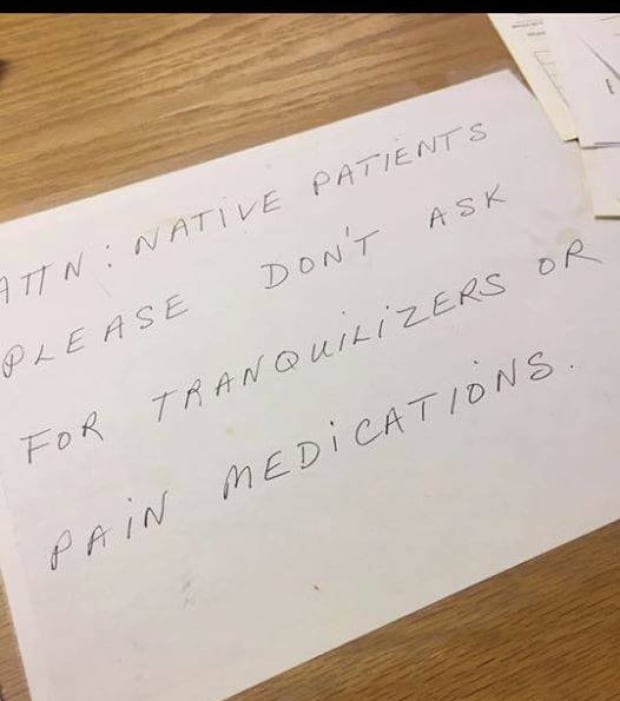 ATTN: NATIVE PATIENTS
PLEASE DON'T ASK
FOR TRANQUILIZERS OR
PAIN MEDICATIONS.